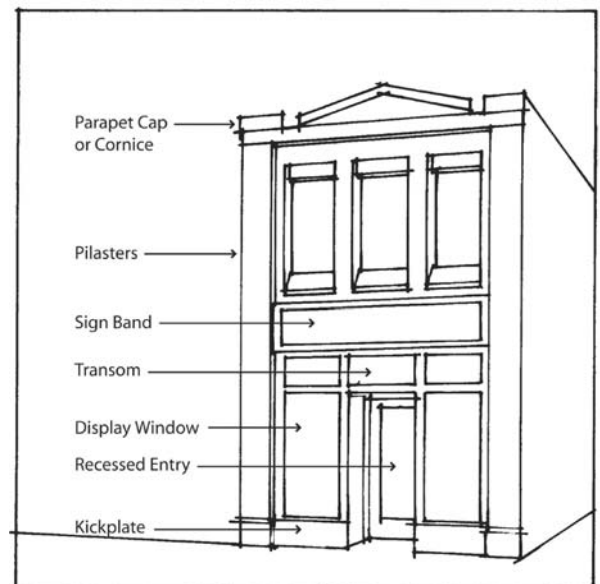 Parapet Cap
or Cornice
Pilasters
Sign Band
Transom
Display Window
Recessed Entry
Kickplate